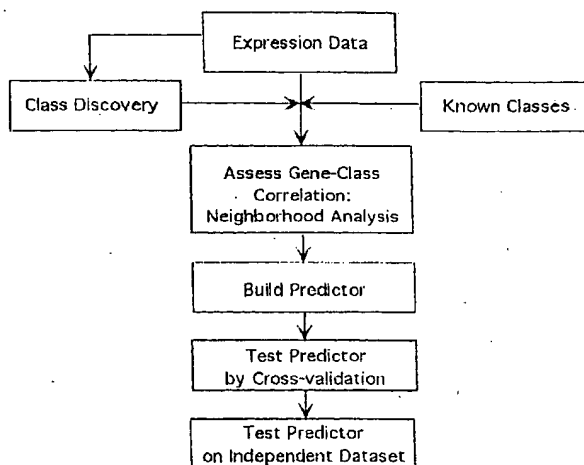 Expression Data
Class Discovery
Known Classes
Assess Gene-Class
Correlation:
Neighborhood Analysis
Build Predictor
Test Predictor
by Cross-validation
Test Predictor
on Independent Dataset